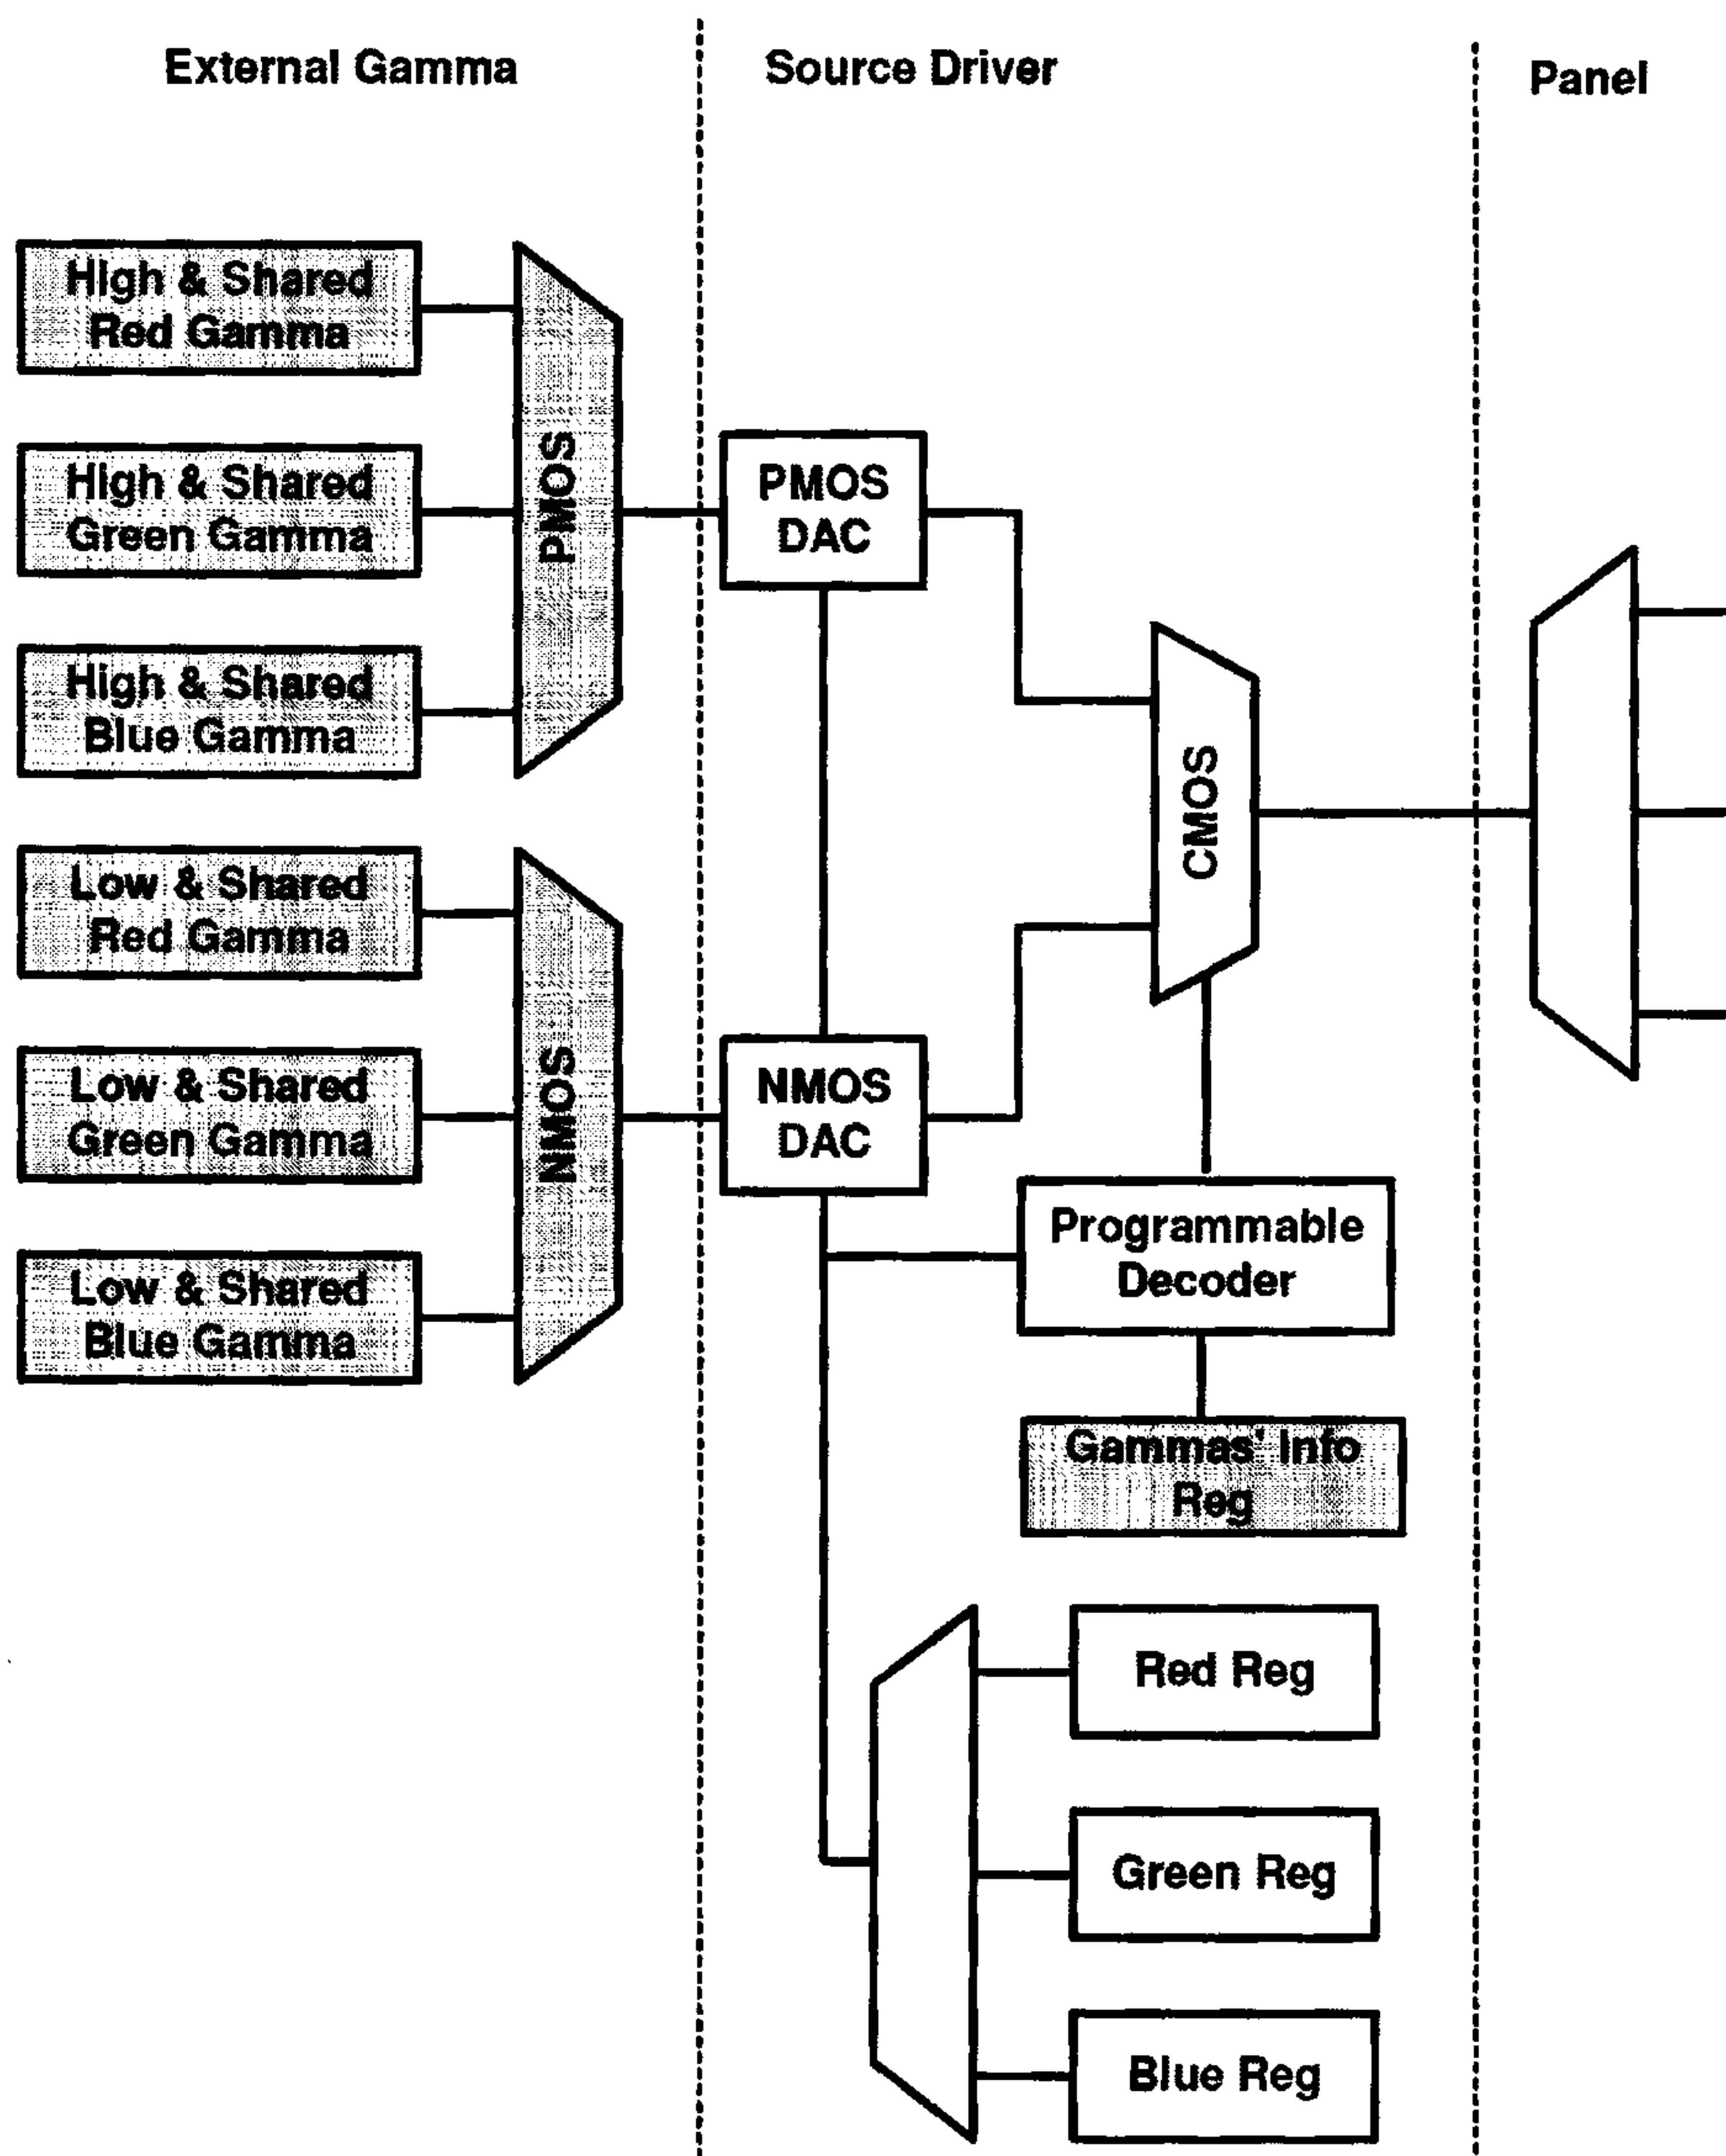 External Gamma
Source Driver
Panel
High & Shared
Red Gamma
High & Shared
Green Gamma
High & Shared
Blue Gamma
PMOS
Low & Shared
Red Gamma
Low & Shared
Green Gamma
Low & Shared
Blue Gamma
NMOS
PMOS
DAC
NMOS
DAC
CMOS
Programmable
Decoder
Gammas' Info
Reg
Red Reg
Green Reg
Blue Reg